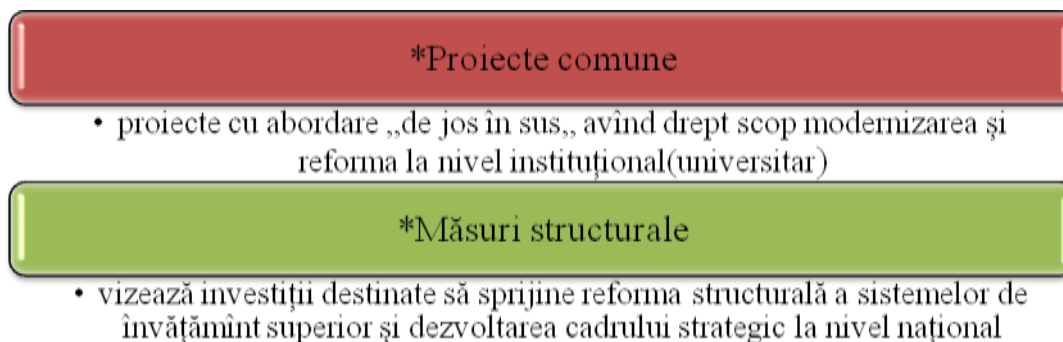 *Proiecte comune
• proiecte cu abordare „de jos în sus„ avînd drept scop modernizarea și
reforma la nivel instituțional(universitar)
*Măsuri structurale
• vizează investiții destinate să sprijine reforma structurală a sistemelor de
învățămînt superior și dezvoltarea cadrului strategic la nivel național